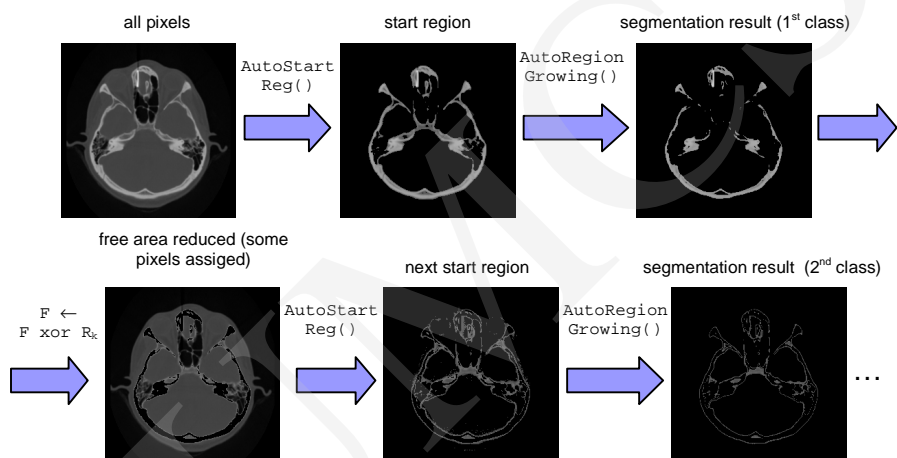 all pixels
start region
segmentation result (1st class)
AutoStart
Reg()
AutoRegion
Growing()
free area reduced (some
pixels assiged)
next start region
segmentation result (2nd class)
F ←
F xor Rk
AutoStart
Reg()
AutoRegion
Growing()
...